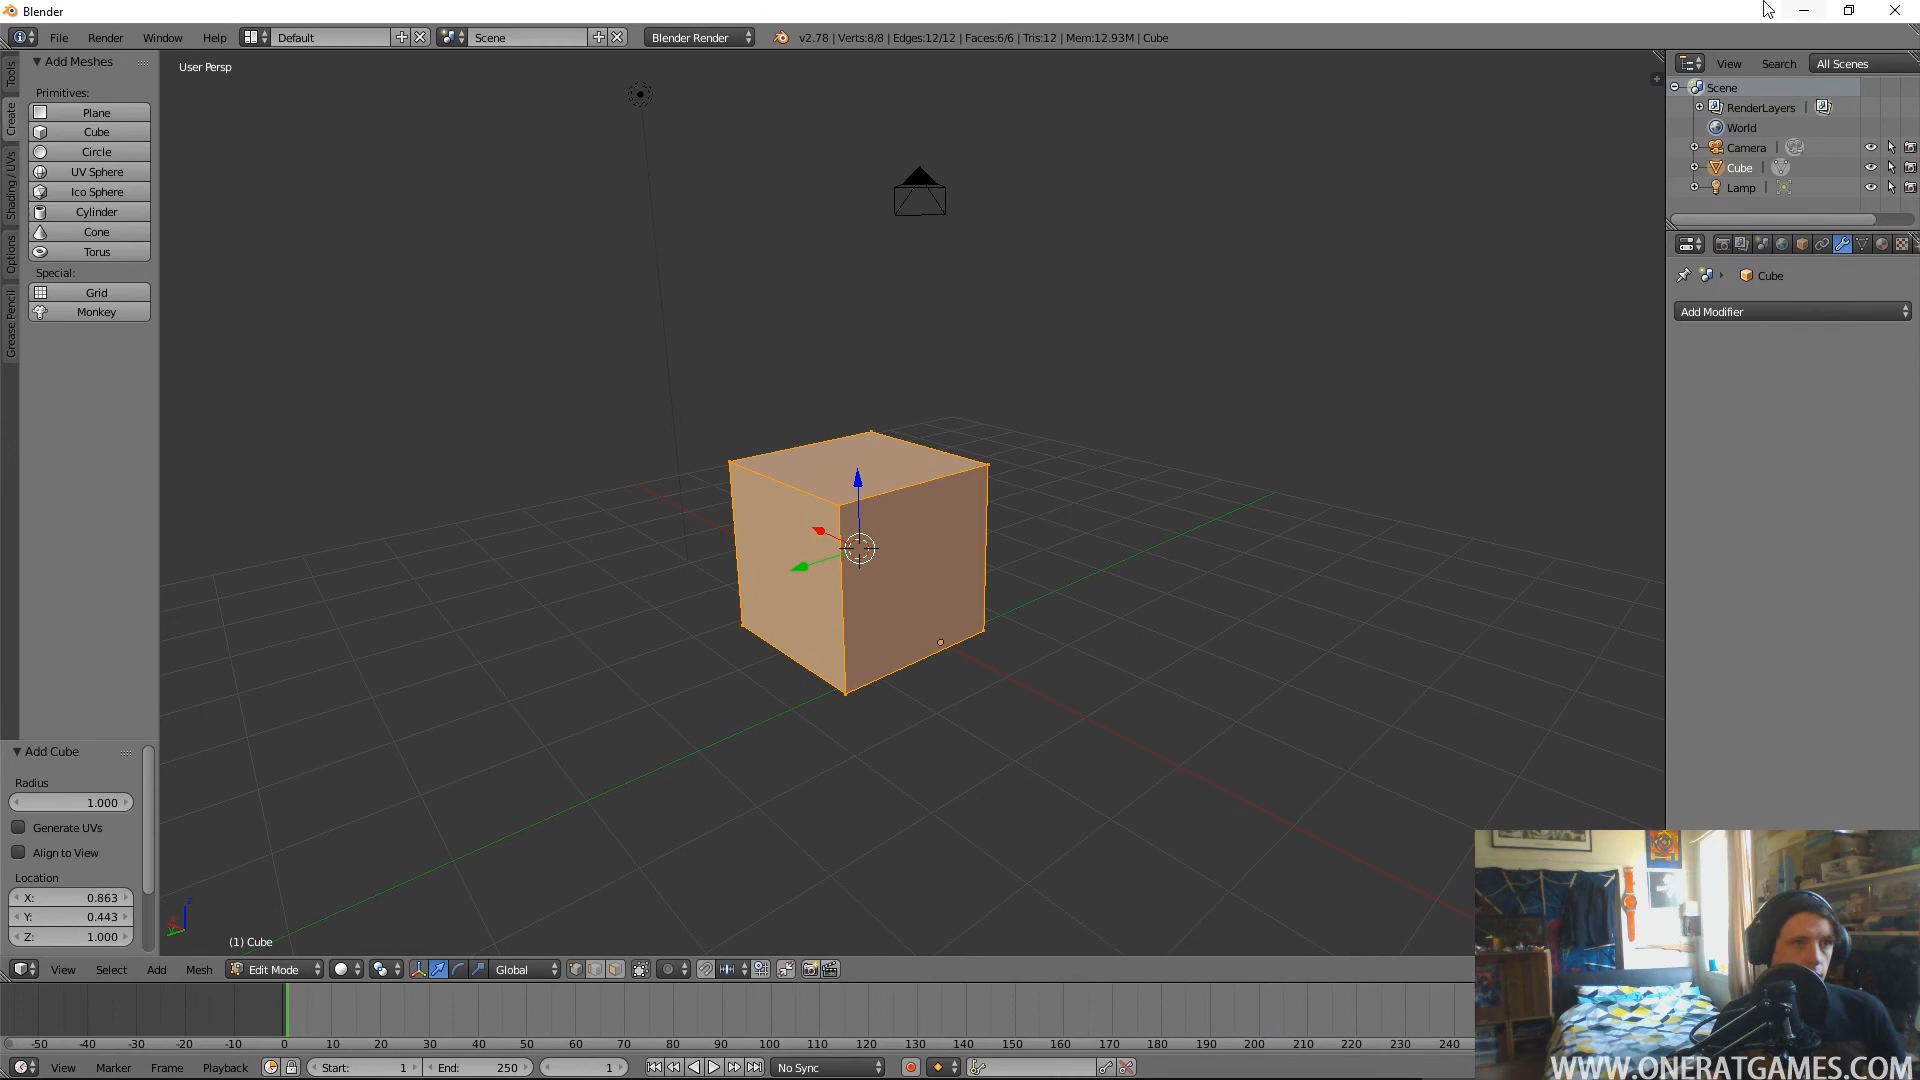 Blender
File Render Window Help Default Scene Blender Render v2.78 | Verts:8/8 | Edges:12/12 | Faces:6/6 | Tris:12 | Mem:12.93M | Cube
Tools
Create
Shading / UVs
Options
Grease Pencil
Add Meshes
Primitives:
Plane
Cube
Circle
UV Sphere
Ico Sphere
Cylinder
Cone
Torus
Special:
Grid
Monkey
Add Cube
Radius
1.000
Generate UVs
Align to View
Location
X: 0.863
Y: 0.443
Z: 1.000
User Persp
(1) Cube
View Search All Scenes
Scene
RenderLayers
World
Camera
Cube
Lamp
Cube
Add Modifier
View Select Add Mesh Edit Mode Global
-50 -40 -30 -20 -10 0 10 20 30 40 50 60 70 80 90 100 110 120 130 140 150 160 170 180 190 200 210 220 230 240
View Marker Frame Playback Start: 1 End: 250 1 No Sync
WWW.ONERATGAMES.COM